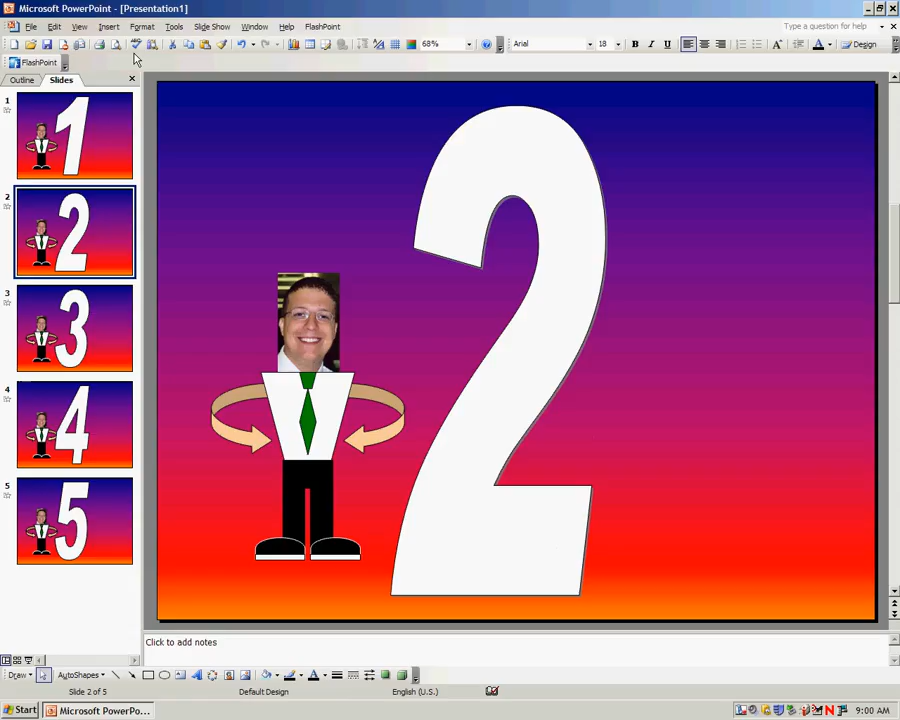 Microsoft PowerPoint - [Presentation1]
File Edit View Insert Format Tools Slide Show Window Help FlashPoint Type a question for help
68% Arial 18 B I U Design
FlashPoint
Outline Slides
1
1
2
2
2
3
3
4
4
5
5
Click to add notes
Draw AutoShapes
Slide 2 of 5 Default Design English (U.S.)
Start Microsoft PowerPo... 9:00 AM